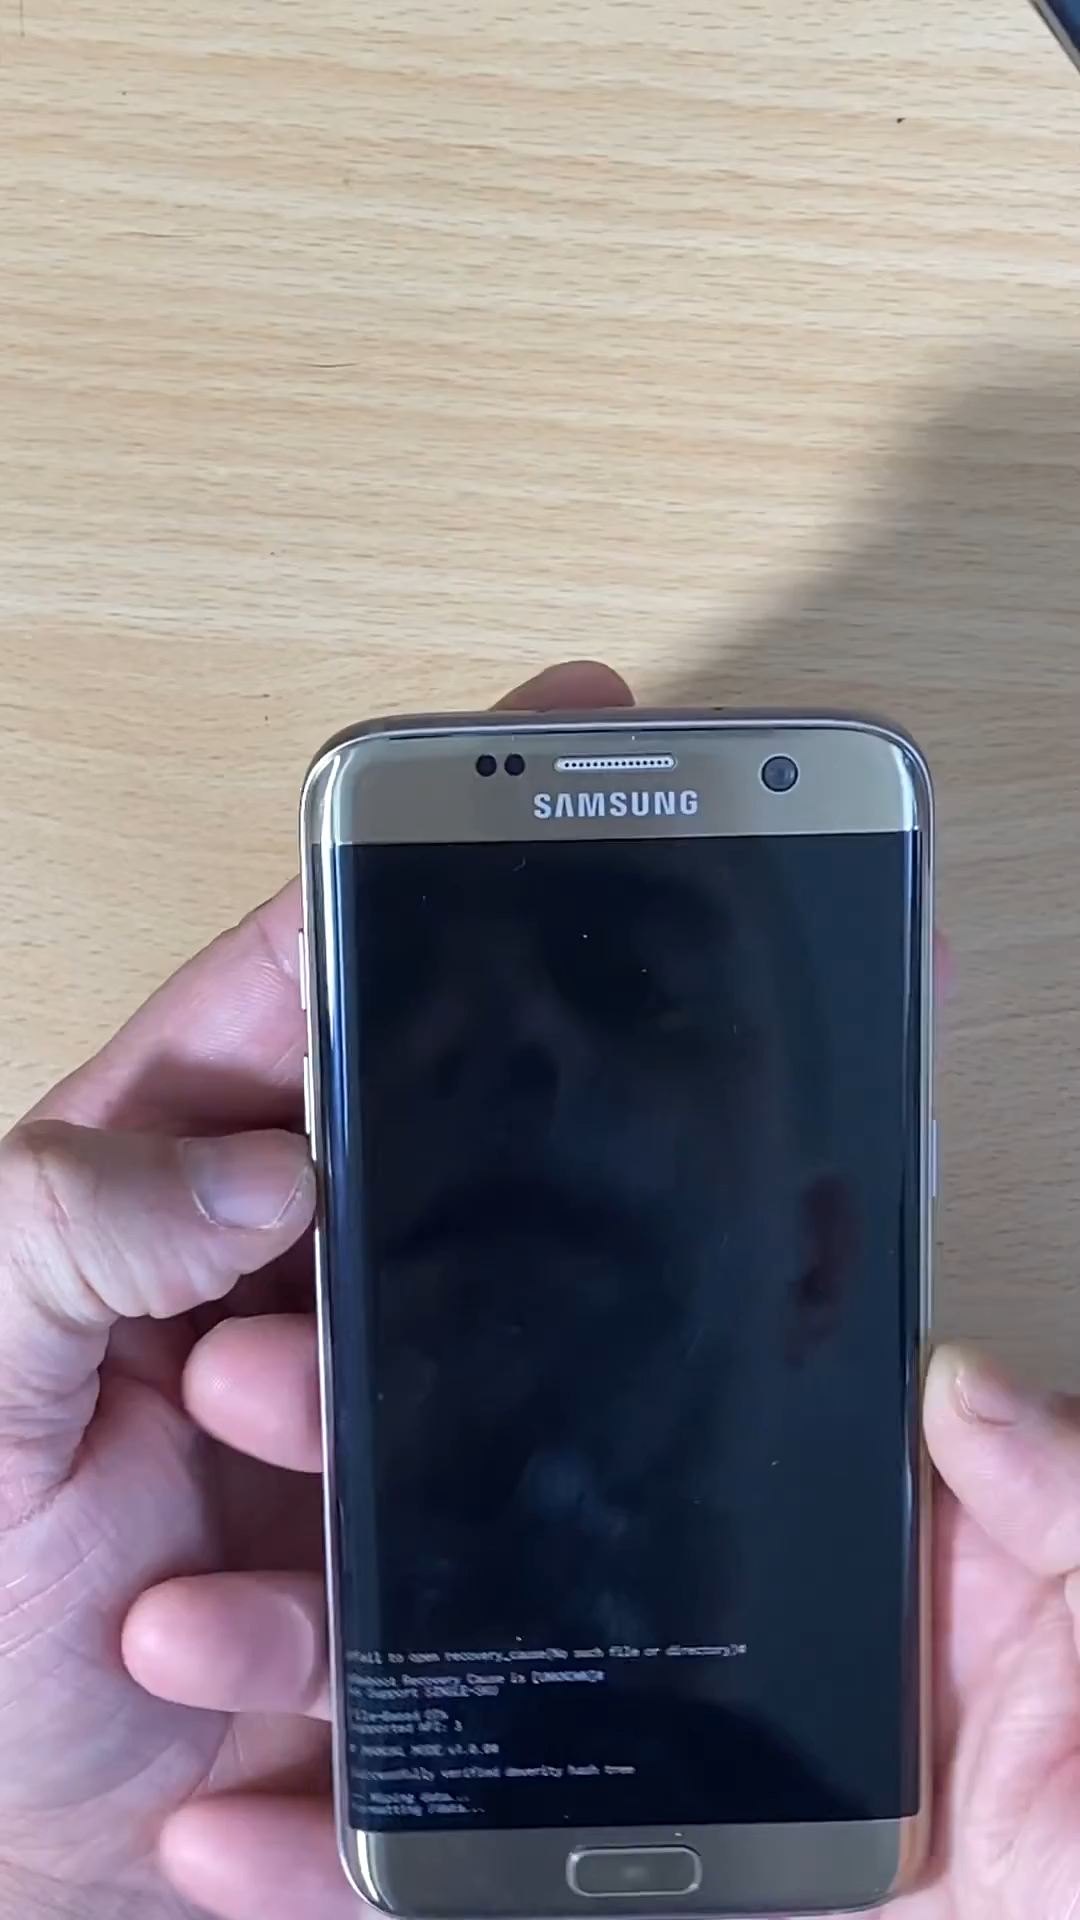 SAMSUNG
#fail to open recovery_cause(No such file or directory)#
#Reboot Recovery Cause is [UNKNOWN]#
Support SINGLE-SKU
File-Based OTA
Supported API: 3
# MANUAL MODE v1.0.0#
Successfully verified dmverity hash tree
-- Wiping data...
Formatting /data...